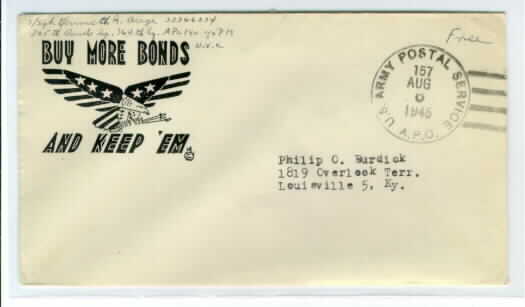 Free
BUY MORE BONDS
AND KEEP 'EM
U.S. ARMY POSTAL SERVICE A.P.O.
157
AUG
6
1945
Philip O. Burdick
1819 Overlook Terr.
Louisville 5, Ky.